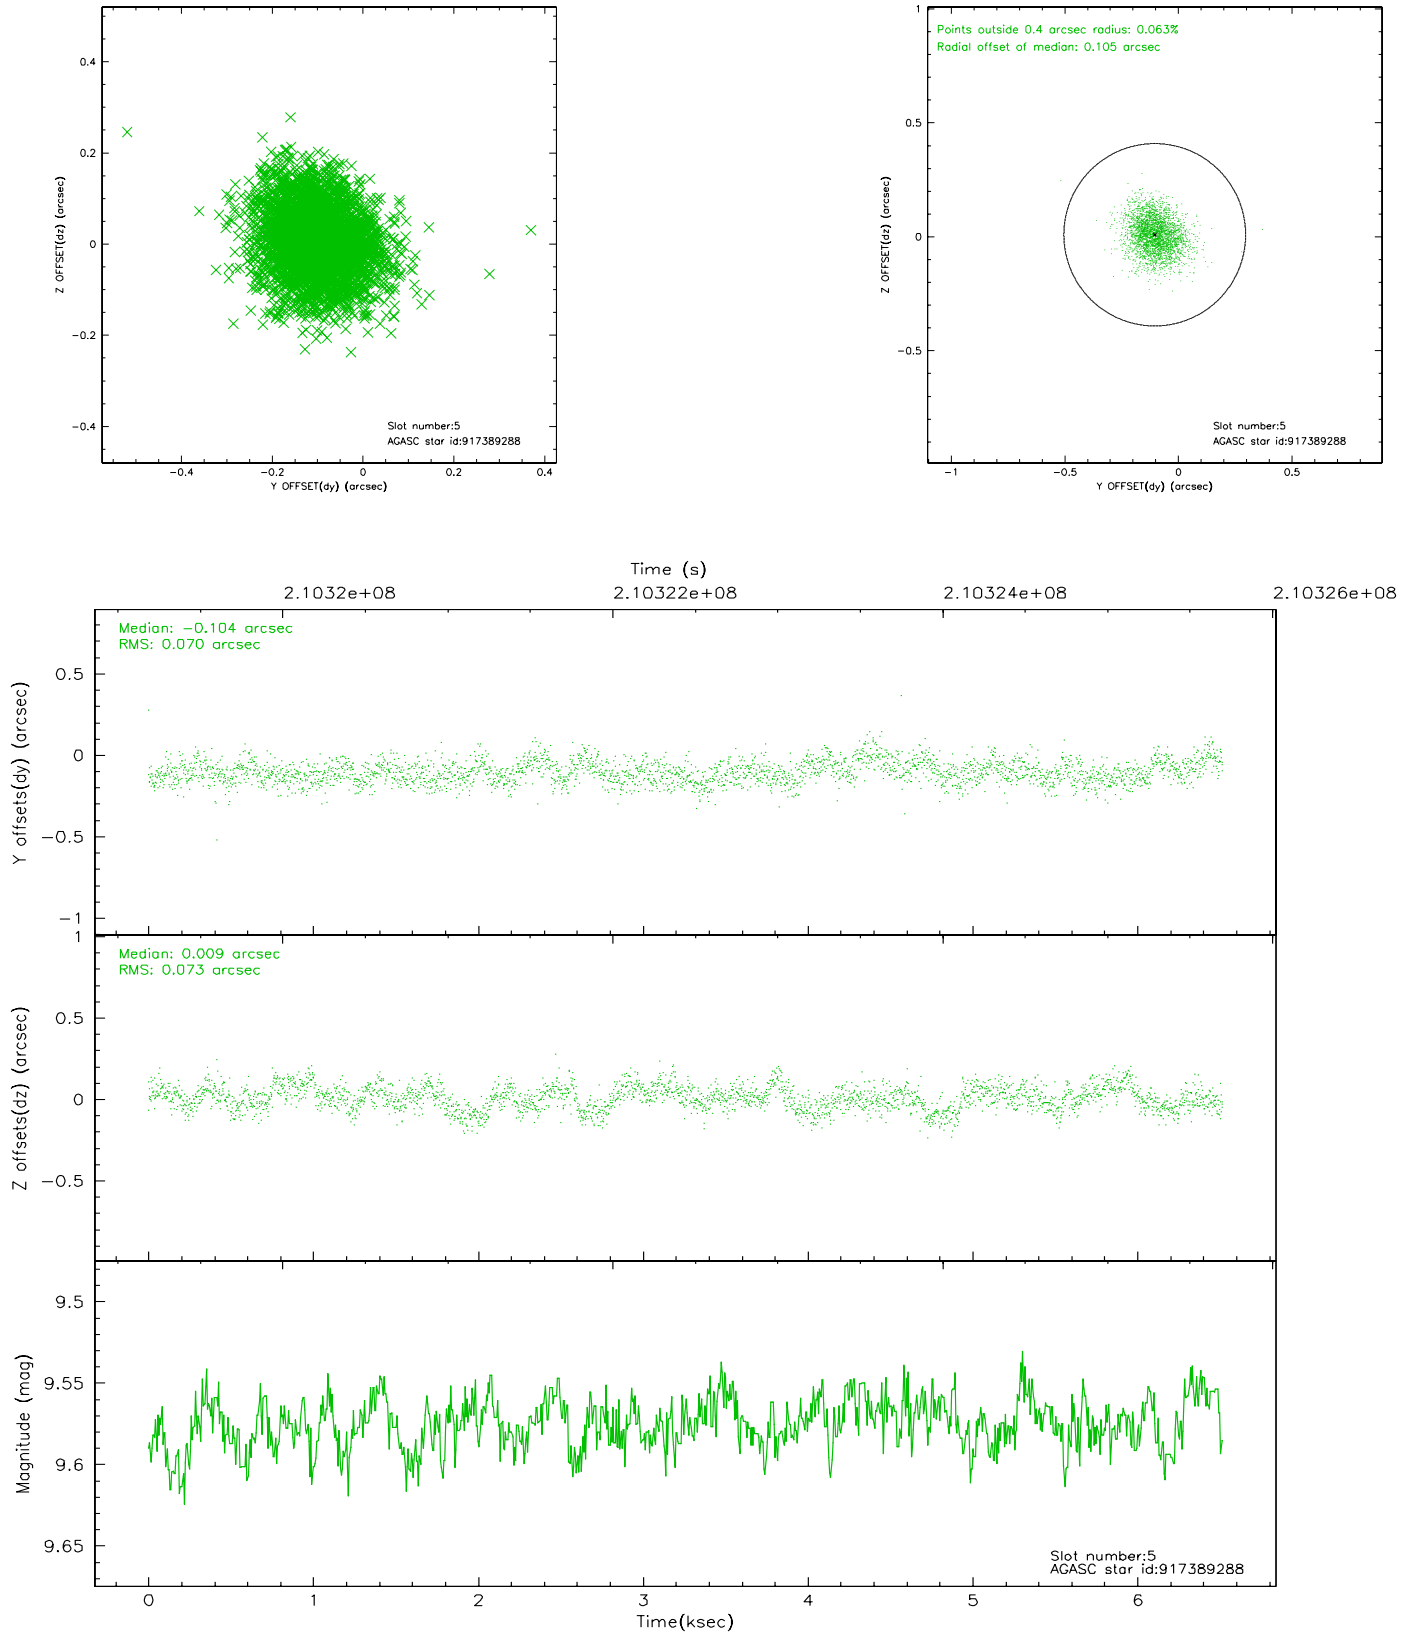 0.4
0.2
0
−0.2
−0.4
Z OFFSET(dz) (arcsec)
Slot number:5
AGASC star id:917389288
−0.4 −0.2 0 0.2 0.4
Y OFFSET(dy) (arcsec)
Points outside 0.4 arcsec radius: 0.063%
Radial offset of median: 0.105 arcsec
1
0.5
0
−0.5
Z OFFSET(dz) (arcsec)
Slot number:5
AGASC star id:917389288
−1 −0.5 0 0.5
Y OFFSET(dy) (arcsec)
Time (s)
2.1032e+08 2.10322e+08 2.10324e+08 2.10326e+08
Median: −0.104 arcsec
RMS: 0.070 arcsec
0.5
0
−0.5
−1
Y offsets(dy) (arcsec)
Median: 0.009 arcsec
RMS: 0.073 arcsec
1
0.5
0
−0.5
Z offsets(dz) (arcsec)
9.5
9.55
9.6
9.65
Magnitude (mag)
Slot number:5
AGASC star id:917389288
0 1 2 3 4 5 6
Time(ksec)